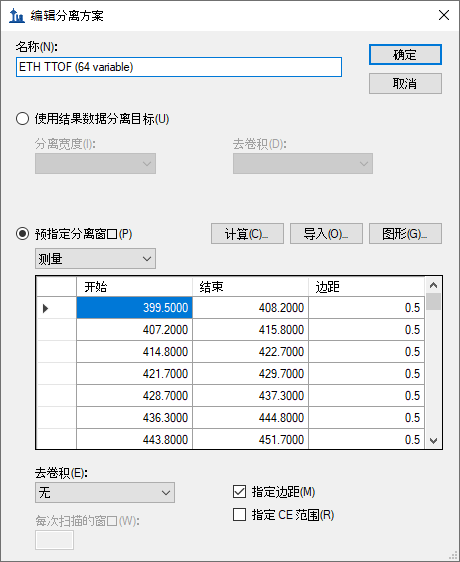 编辑分离方案
名称(N):
ETH TTOF (64 variable)
确定
取消
使用结果数据分离目标(U)
分离宽度(I):
去卷积(D):
预指定分离窗口(P)
计算(C)...
导入(O)...
图形(G)...
测量
开始 结束 边距
399.5000 408.2000 0.5
407.2000 415.8000 0.5
414.8000 422.7000 0.5
421.7000 429.7000 0.5
428.7000 437.3000 0.5
436.3000 444.8000 0.5
443.8000 451.7000 0.5
去卷积(E):
无
指定边距(M)
每次扫描的窗口(W):
指定 CE 范围(R)